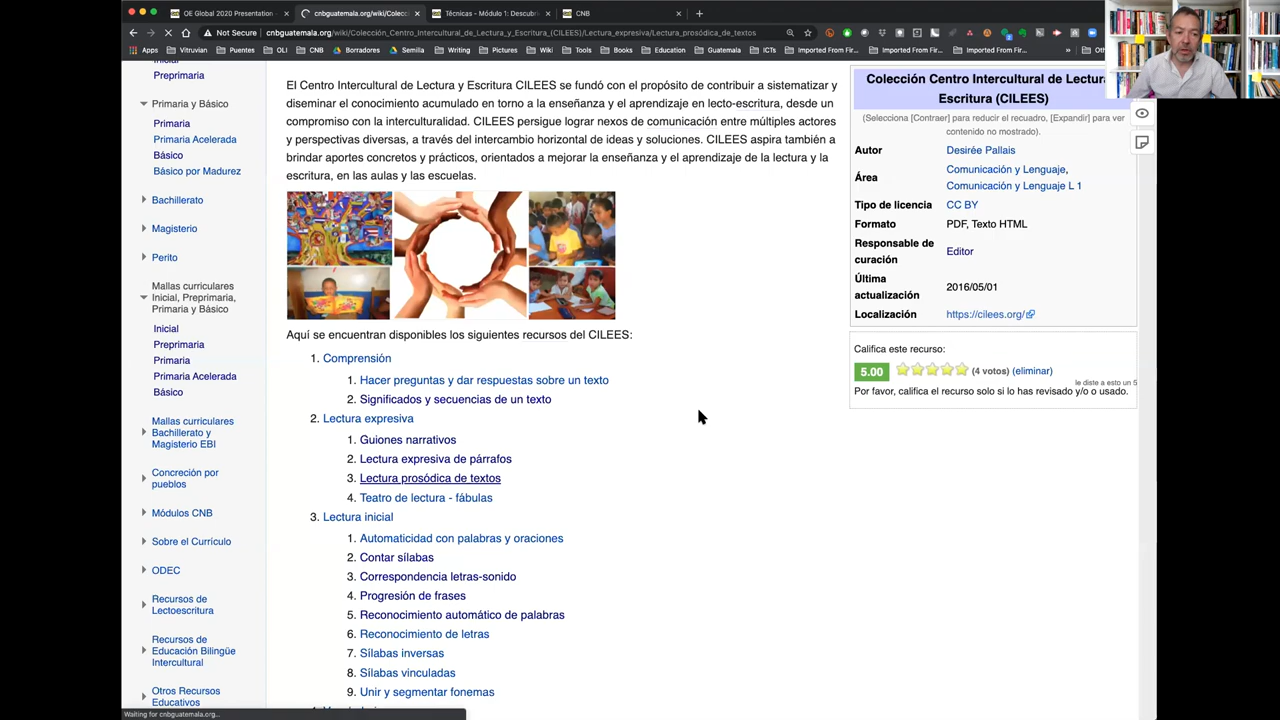 OE Global 2020 Presentation -
cnbguatemala.org/wiki/Colecc
Técnicas - Módulo 1: Descubri
CNB
Not Secure
cnbguatemala.org/wiki/Colección_Centro_Intercultural_de_Lectura_y_Escritura_(CILEES)/Lectura_expresiva/Lectura_prosódica_de_textos
Apps
Vitruvian
Puentes
OLI
CNB
Borradores
Semilla
Writing
Pictures
Wiki
Tools
Books
Education
Guatemala
ICTs
Imported From Fir...
Imported From Fir...
Imported From Fir...
»
Inicial
Preprimaria
Primaria y Básico
Primaria
Primaria Acelerada
Básico
Básico por Madurez
Bachillerato
Magisterio
Perito
Mallas curriculares
Inicial, Preprimaria,
Primaria y Básico
Inicial
Preprimaria
Primaria
Primaria Acelerada
Básico
Mallas curriculares
Bachillerato y
Magisterio EBI
Concreción por
pueblos
Módulos CNB
Sobre el Currículo
ODEC
Recursos de
Lectoescritura
Recursos de
Educación Bilingüe
Intercultural
Otros Recursos
Educativos
El Centro Intercultural de Lectura y Escritura CILEES se fundó con el propósito de contribuir a sistematizar y
diseminar el conocimiento acumulado en torno a la enseñanza y el aprendizaje en lecto-escritura, desde un
compromiso con la interculturalidad. CILEES persigue lograr nexos de comunicación entre múltiples actores
y perspectivas diversas, a través del intercambio horizontal de ideas y soluciones. CILEES aspira también a
brindar aportes concretos y prácticos, orientados a mejorar la enseñanza y el aprendizaje de la lectura y la
escritura, en las aulas y las escuelas.
Aquí se encuentran disponibles los siguientes recursos del CILEES:
1. Comprensión
1. Hacer preguntas y dar respuestas sobre un texto
2. Significados y secuencias de un texto
2. Lectura expresiva
1. Guiones narrativos
2. Lectura expresiva de párrafos
3. Lectura prosódica de textos
4. Teatro de lectura - fábulas
3. Lectura inicial
1. Automaticidad con palabras y oraciones
2. Contar sílabas
3. Correspondencia letras-sonido
4. Progresión de frases
5. Reconocimiento automático de palabras
6. Reconocimiento de letras
7. Sílabas inversas
8. Sílabas vinculadas
9. Unir y segmentar fonemas
Colección Centro Intercultural de Lectura
Escritura (CILEES)
(Selecciona [Contraer] para reducir el recuadro, [Expandir] para ver
contenido no mostrado).
Autor Desirée Pallais
Área Comunicación y Lenguaje,
Comunicación y Lenguaje L 1
Tipo de licencia CC BY
Formato PDF, Texto HTML
Responsable de
curación Editor
Última
actualización 2016/05/01
Localización https://cilees.org/
Califica este recurso:
5.00 (4 votos) (eliminar)
le diste a esto un 5
Por favor, califica el recurso solo si lo has revisado y/o o usado.
Waiting for cnbguatemala.org...